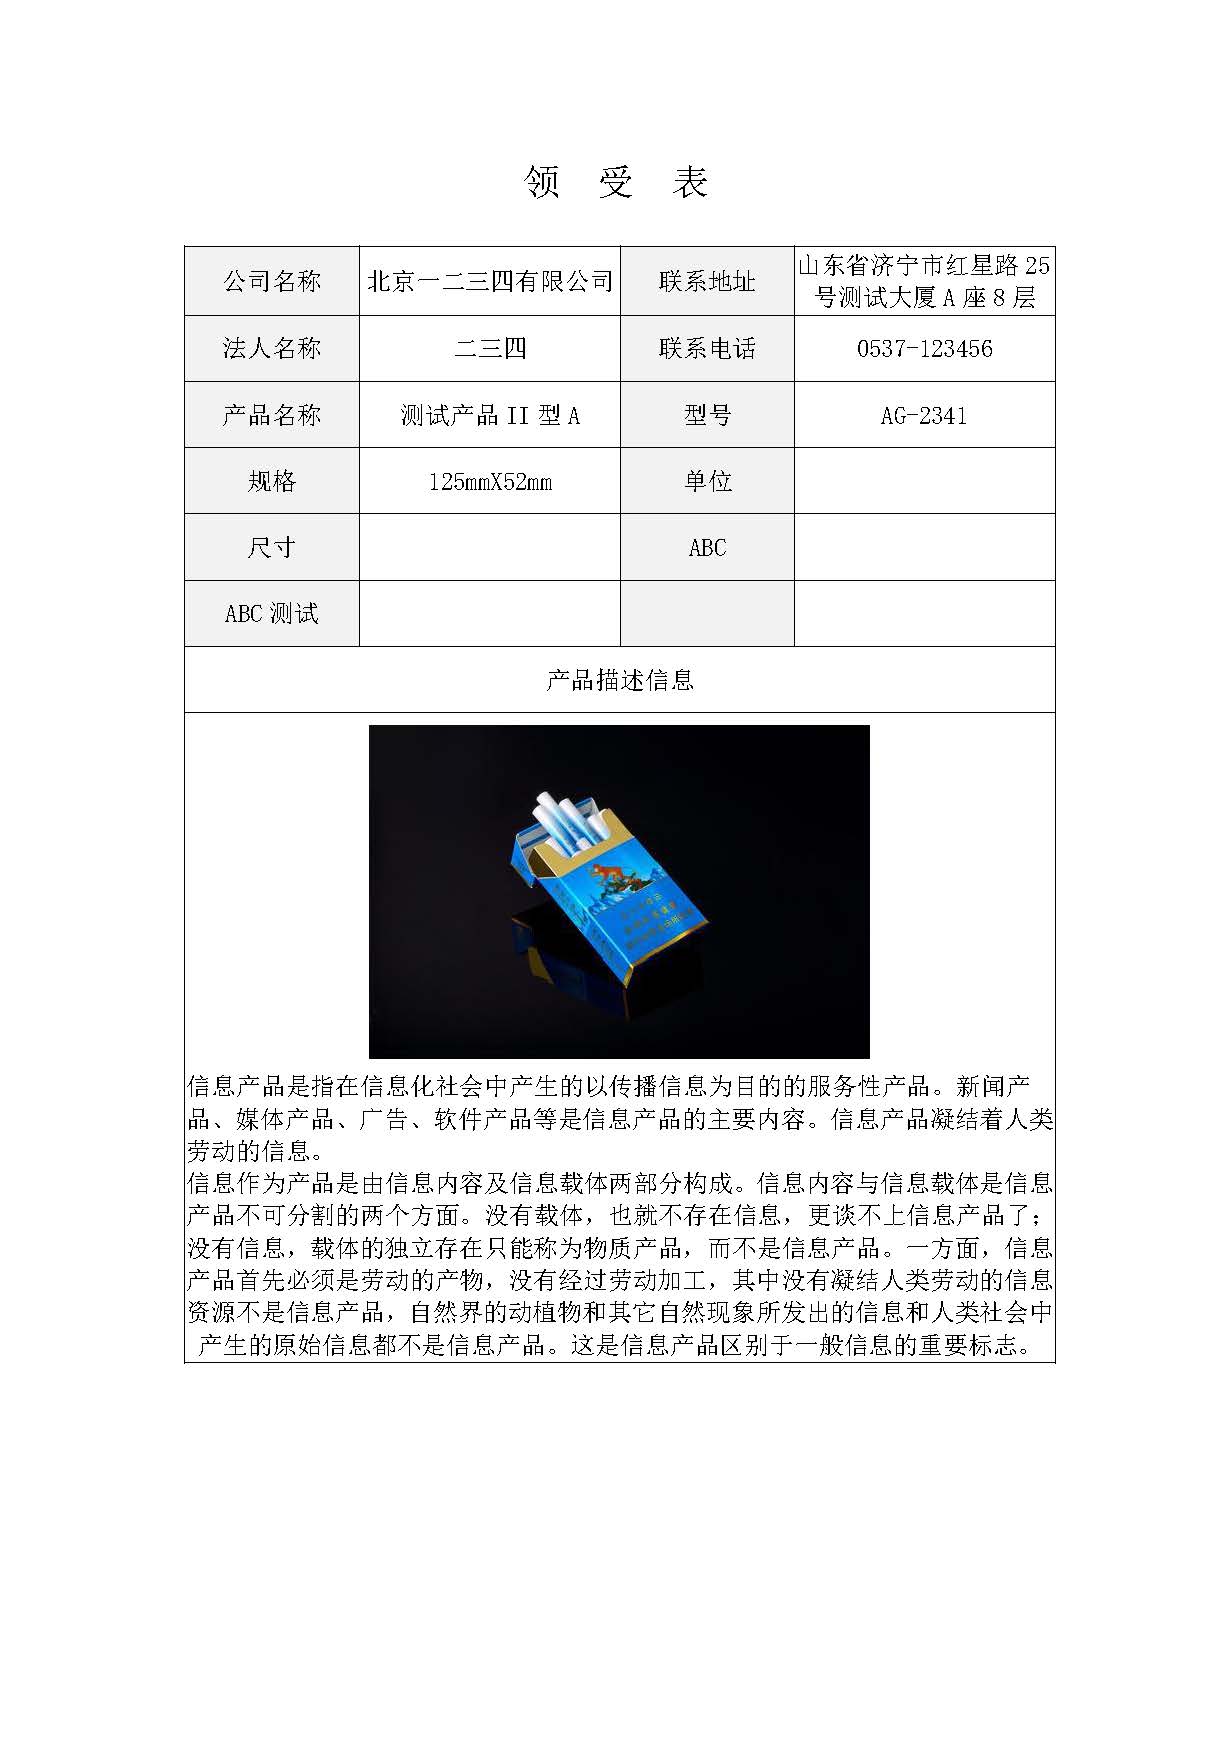 领 受 表
公司名称 北京一二三四有限公司 联系地址 山东省济宁市红星路 25
号测试大厦 A 座 8 层
法人名称 二三四 联系电话 0537-123456
产品名称 测试产品 II 型 A 型号 AG-2341
规格 125mmX52mm 单位
尺寸 ABC
ABC 测试
产品描述信息
信息产品是指在信息化社会中产生的以传播信息为目的的服务性产品。新闻产
品、媒体产品、广告、软件产品等是信息产品的主要内容。信息产品凝结着人类
劳动的信息。
信息作为产品是由信息内容及信息载体两部分构成。信息内容与信息载体是信息
产品不可分割的两个方面。没有载体，也就不存在信息，更谈不上信息产品了；
没有信息，载体的独立存在只能称为物质产品，而不是信息产品。一方面，信息
产品首先必须是劳动的产物，没有经过劳动加工，其中没有凝结人类劳动的信息
资源不是信息产品，自然界的动植物和其它自然现象所发出的信息和人类社会中
产生的原始信息都不是信息产品。这是信息产品区别于一般信息的重要标志。